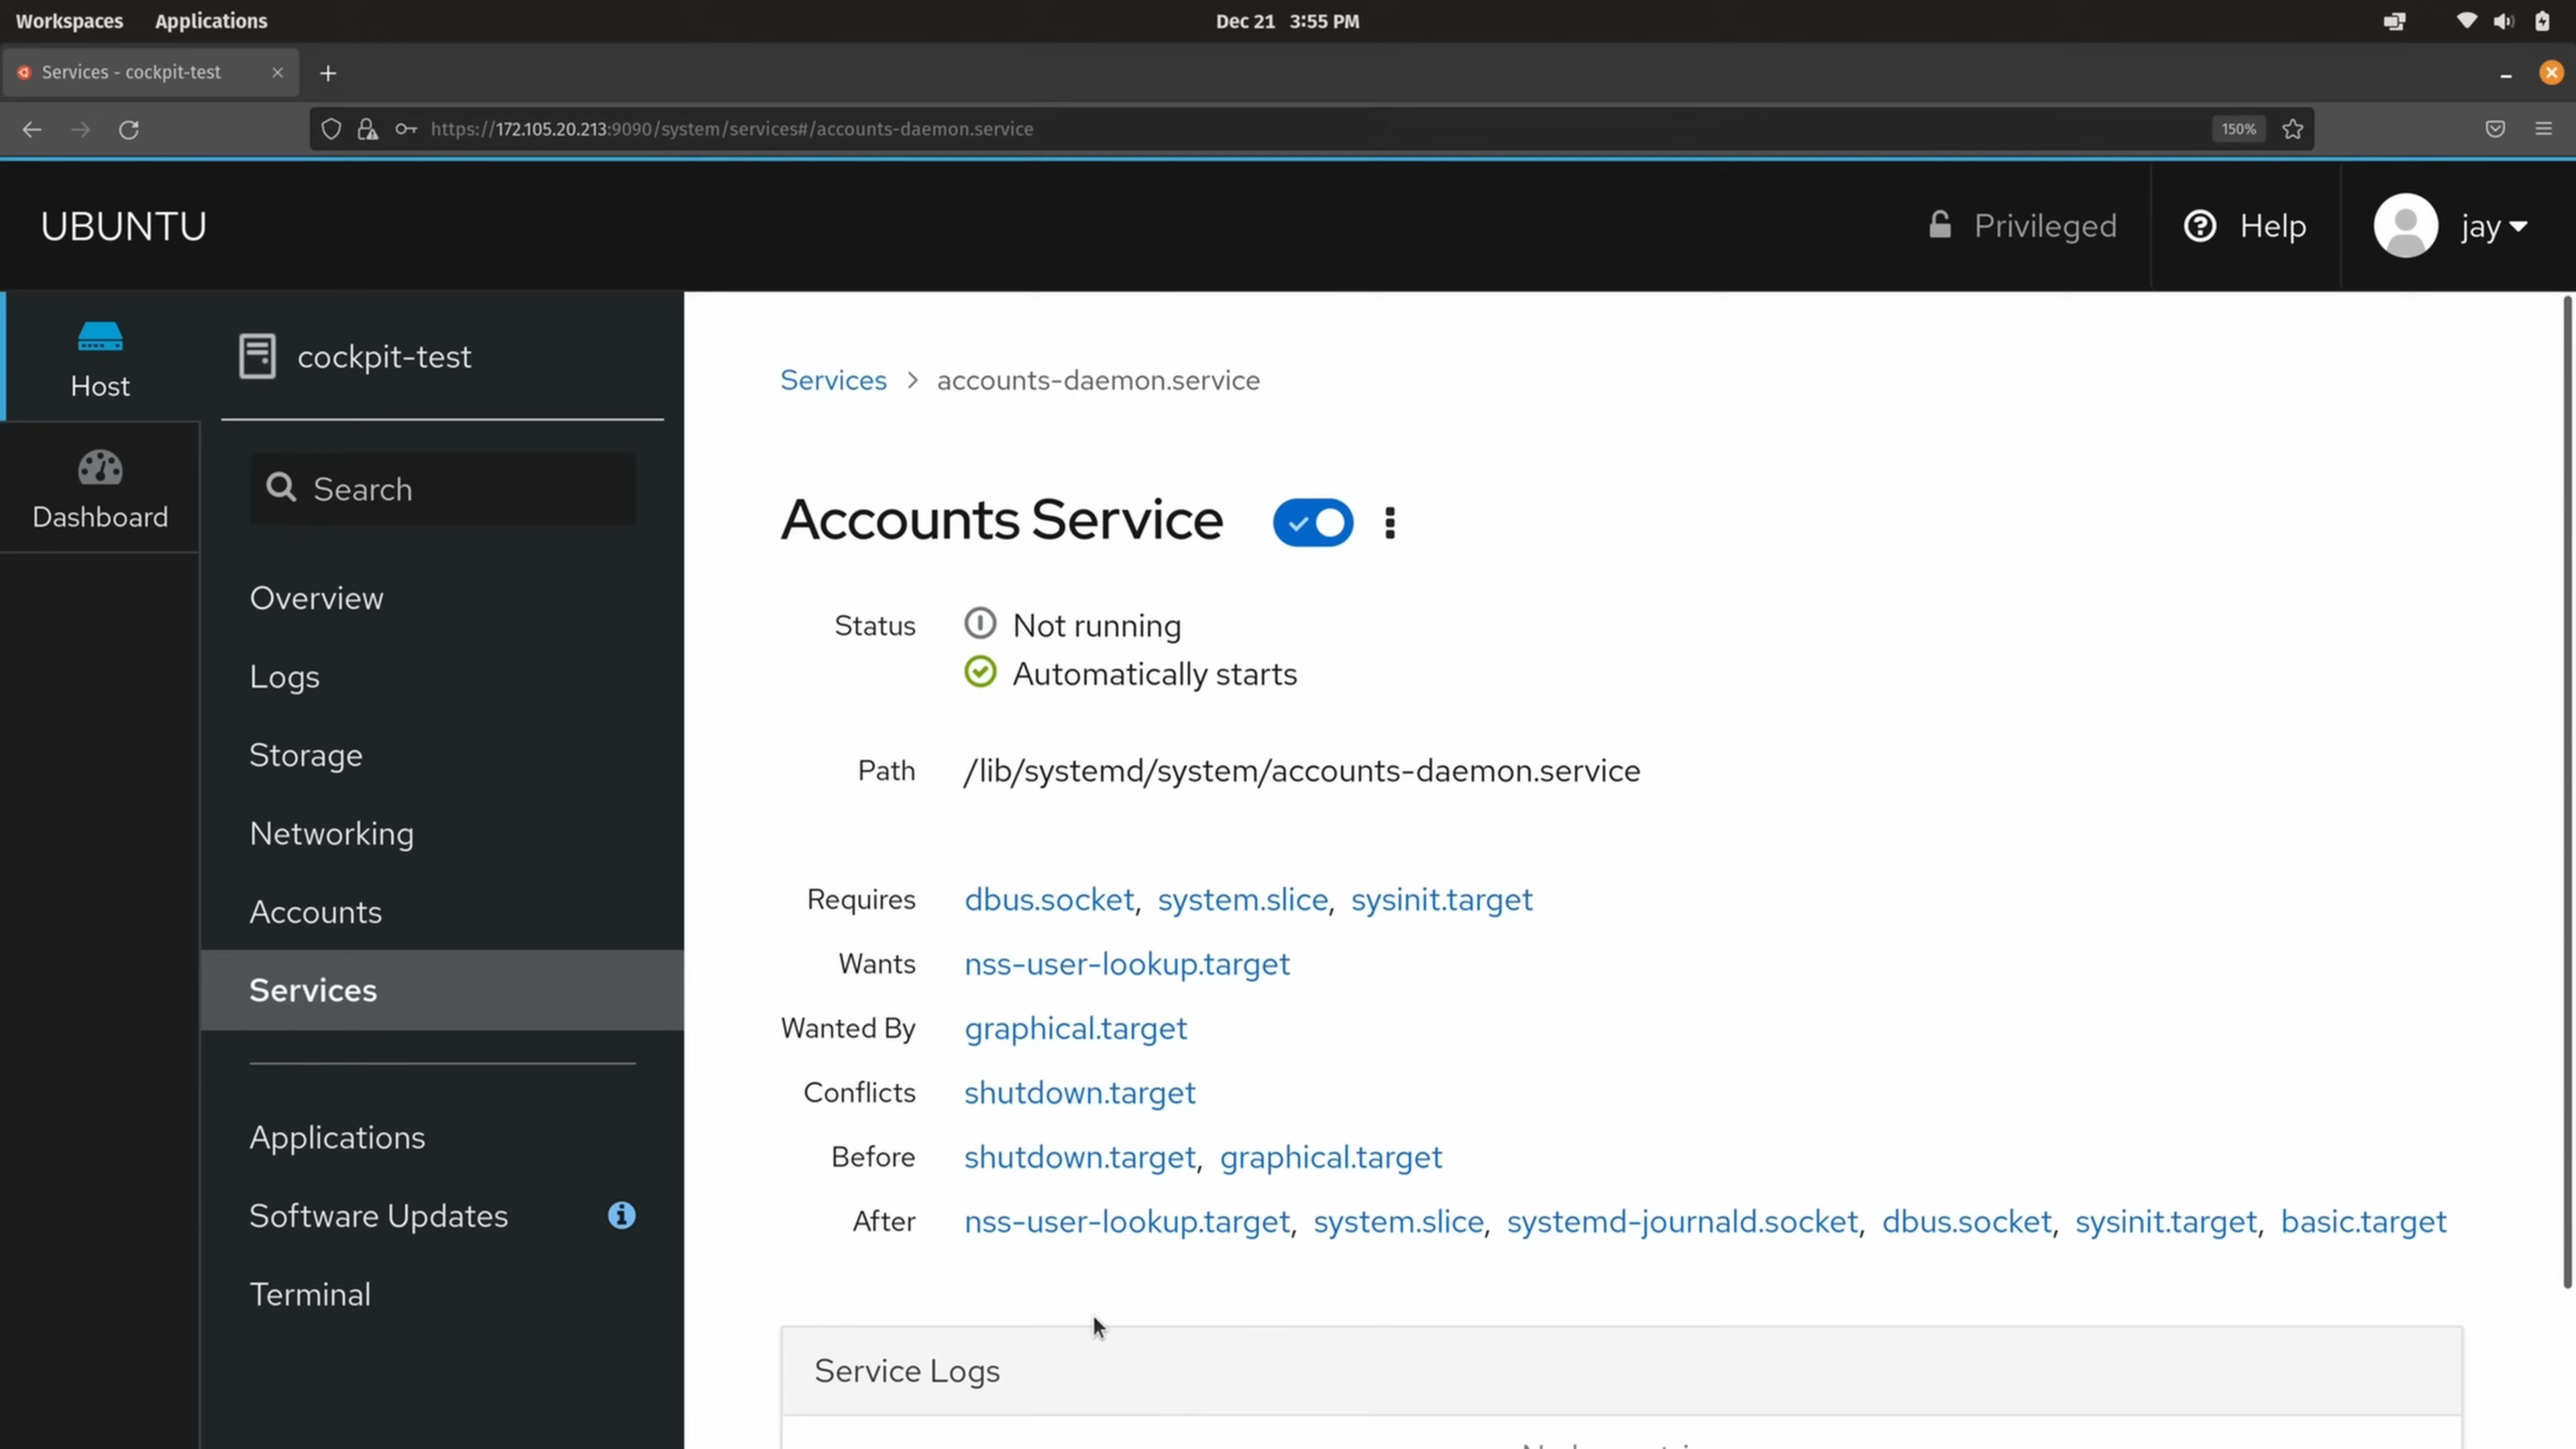 Workspaces Applications Dec 21 3:55 PM
Services - cockpit-test
https://172.105.20.213:9090/system/services#/accounts-daemon.service 150%
UBUNTU Privileged Help jay
Host
Dashboard
cockpit-test
Search
Overview
Logs
Storage
Networking
Accounts
Services
Applications
Software Updates
Terminal
Services > accounts-daemon.service
Accounts Service
Status Not running
Automatically starts
Path /lib/systemd/system/accounts-daemon.service
Requires dbus.socket, system.slice, sysinit.target
Wants nss-user-lookup.target
Wanted By graphical.target
Conflicts shutdown.target
Before shutdown.target, graphical.target
After nss-user-lookup.target, system.slice, systemd-journald.socket, dbus.socket, sysinit.target, basic.target
Service Logs